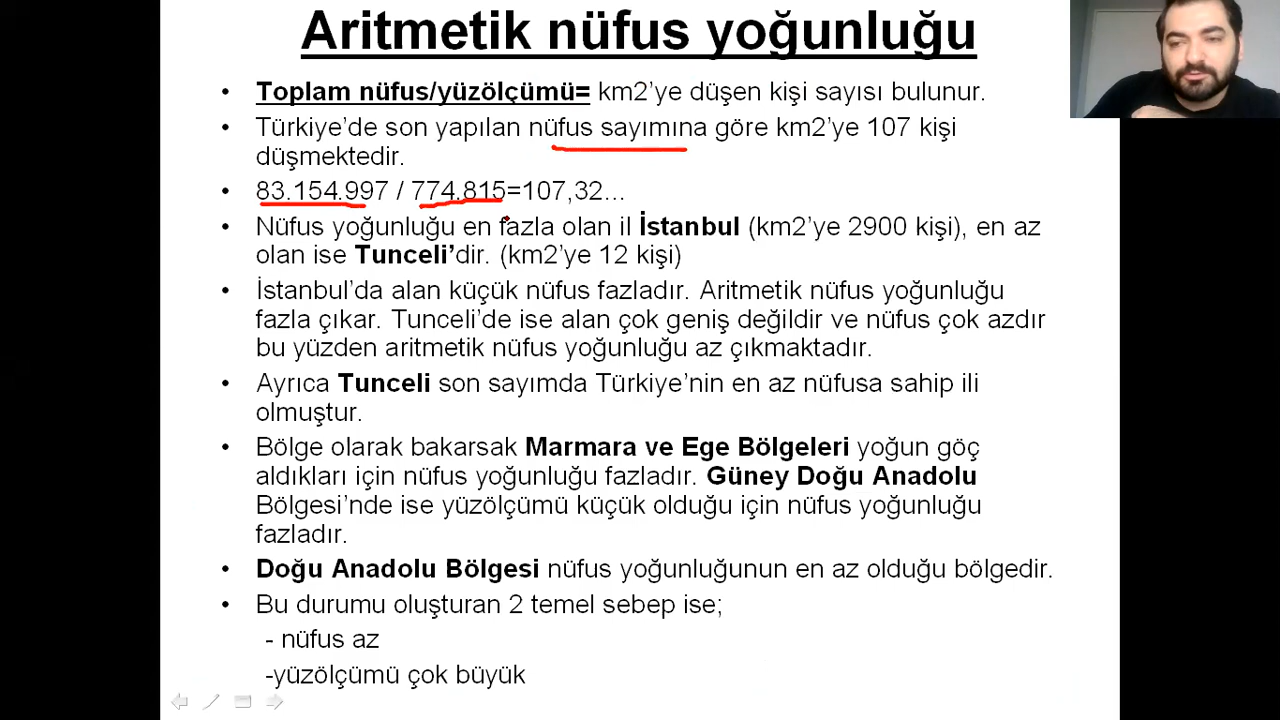 Aritmetik nüfus yoğunluğu
• Toplam nüfus/yüzölçümü= km2’ye düşen kişi sayısı bulunur.
• Türkiye’de son yapılan nüfus sayımına göre km2’ye 107 kişi
düşmektedir.
• 83.154.997 / 774.815=107,32...
• Nüfus yoğunluğu en fazla olan il İstanbul (km2’ye 2900 kişi), en az
olan ise Tunceli’dir. (km2’ye 12 kişi)
• İstanbul’da alan küçük nüfus fazladır. Aritmetik nüfus yoğunluğu
fazla çıkar. Tunceli’de ise alan çok geniş değildir ve nüfus çok azdır
bu yüzden aritmetik nüfus yoğunluğu az çıkmaktadır.
• Ayrıca Tunceli son sayımda Türkiye’nin en az nüfusa sahip ili
olmuştur.
• Bölge olarak bakarsak Marmara ve Ege Bölgeleri yoğun göç
aldıkları için nüfus yoğunluğu fazladır. Güney Doğu Anadolu
Bölgesi’nde ise yüzölçümü küçük olduğu için nüfus yoğunluğu
fazladır.
• Doğu Anadolu Bölgesi nüfus yoğunluğunun en az olduğu bölgedir.
• Bu durumu oluşturan 2 temel sebep ise;
- nüfus az
-yüzölçümü çok büyük